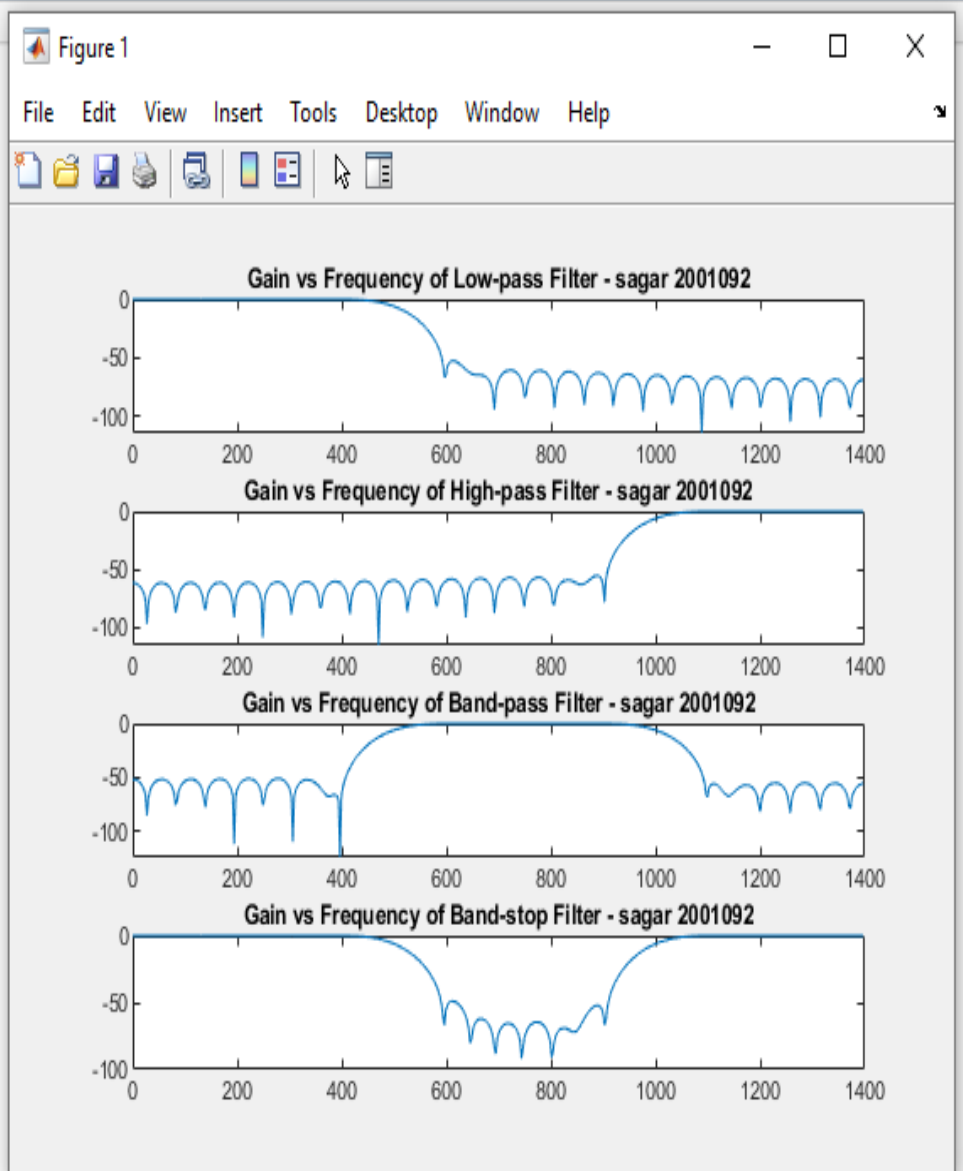 Figure 1
File Edit View Insert Tools Desktop Window Help
Gain vs Frequency of Low-pass Filter - sagar 2001092
0
-50
-100
0 200 400 600 800 1000 1200 1400
Gain vs Frequency of High-pass Filter - sagar 2001092
0
-50
-100
0 200 400 600 800 1000 1200 1400
Gain vs Frequency of Band-pass Filter - sagar 2001092
0
-50
-100
0 200 400 600 800 1000 1200 1400
Gain vs Frequency of Band-stop Filter - sagar 2001092
0
-50
-100
0 200 400 600 800 1000 1200 1400